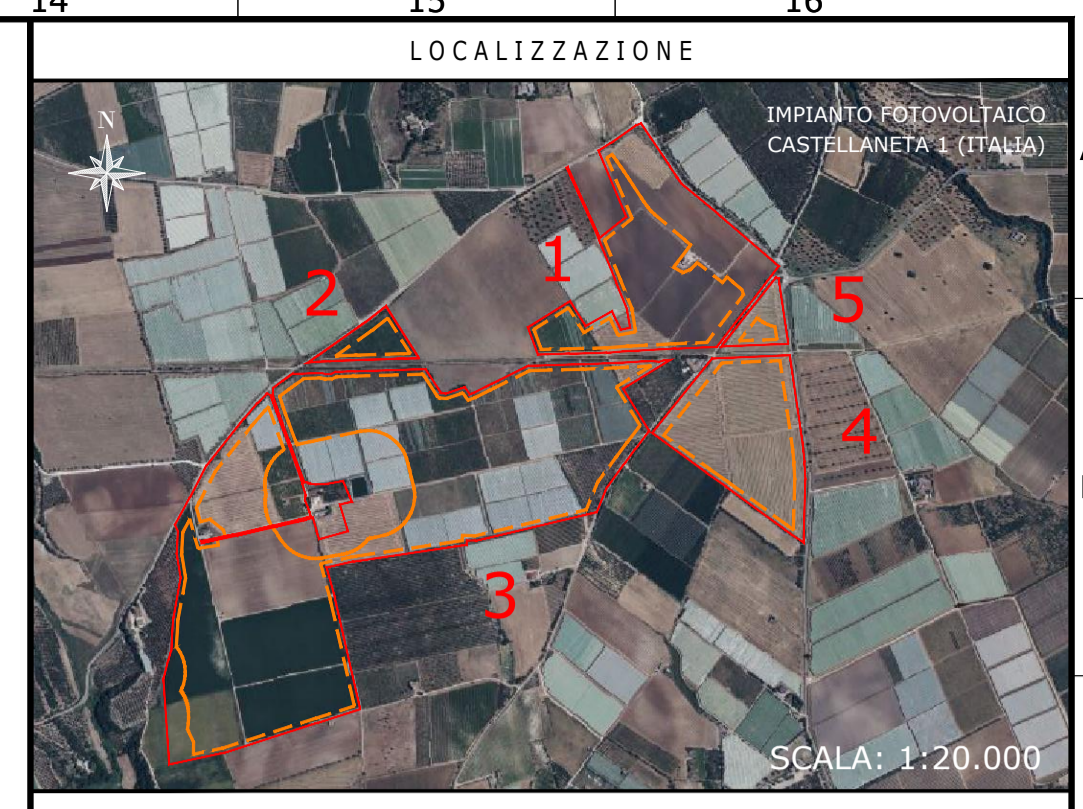 14 15 16
LOCALIZZAZIONE
N
IMPIANTO FOTOVOLTAICO
CASTELLANETA 1 (ITALIA)
1
2
5
4
3
SCALA: 1:20.000